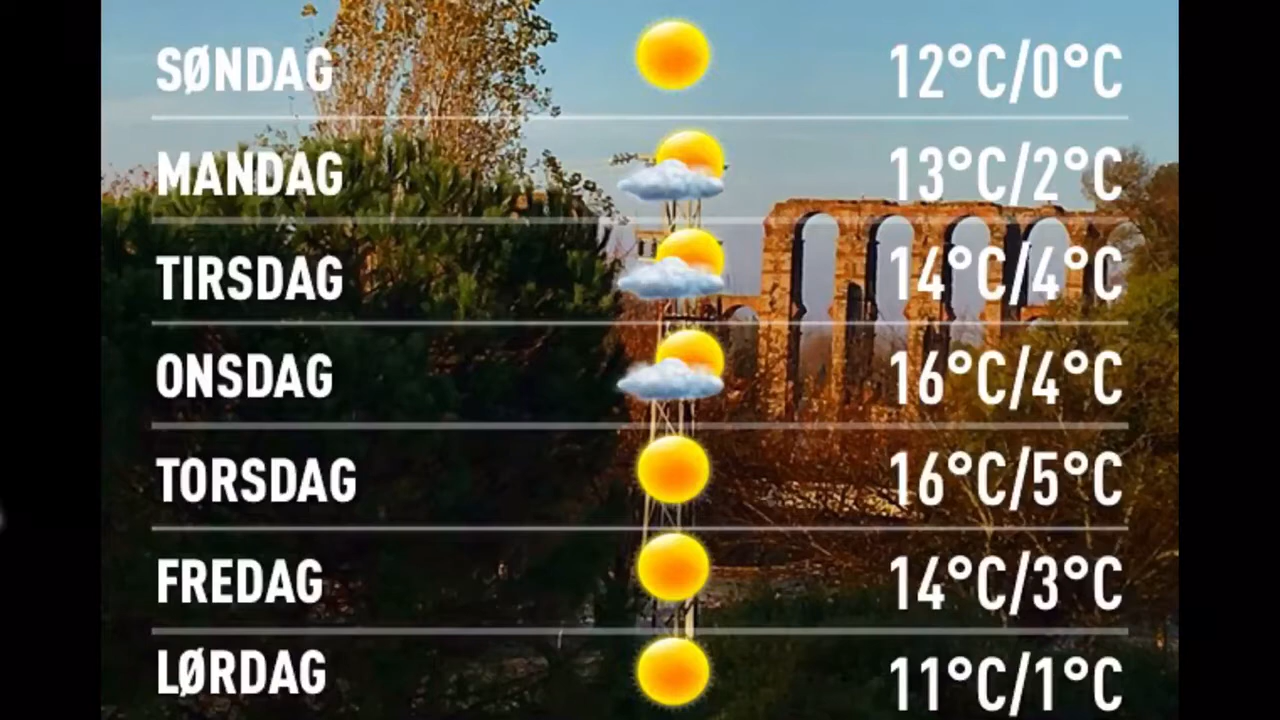 SØNDAG 12°C/0°C
MANDAG 13°C/2°C
TIRSDAG 14°C/4°C
ONSDAG 16°C/4°C
TORSDAG 16°C/5°C
FREDAG 14°C/3°C
LØRDAG 11°C/1°C